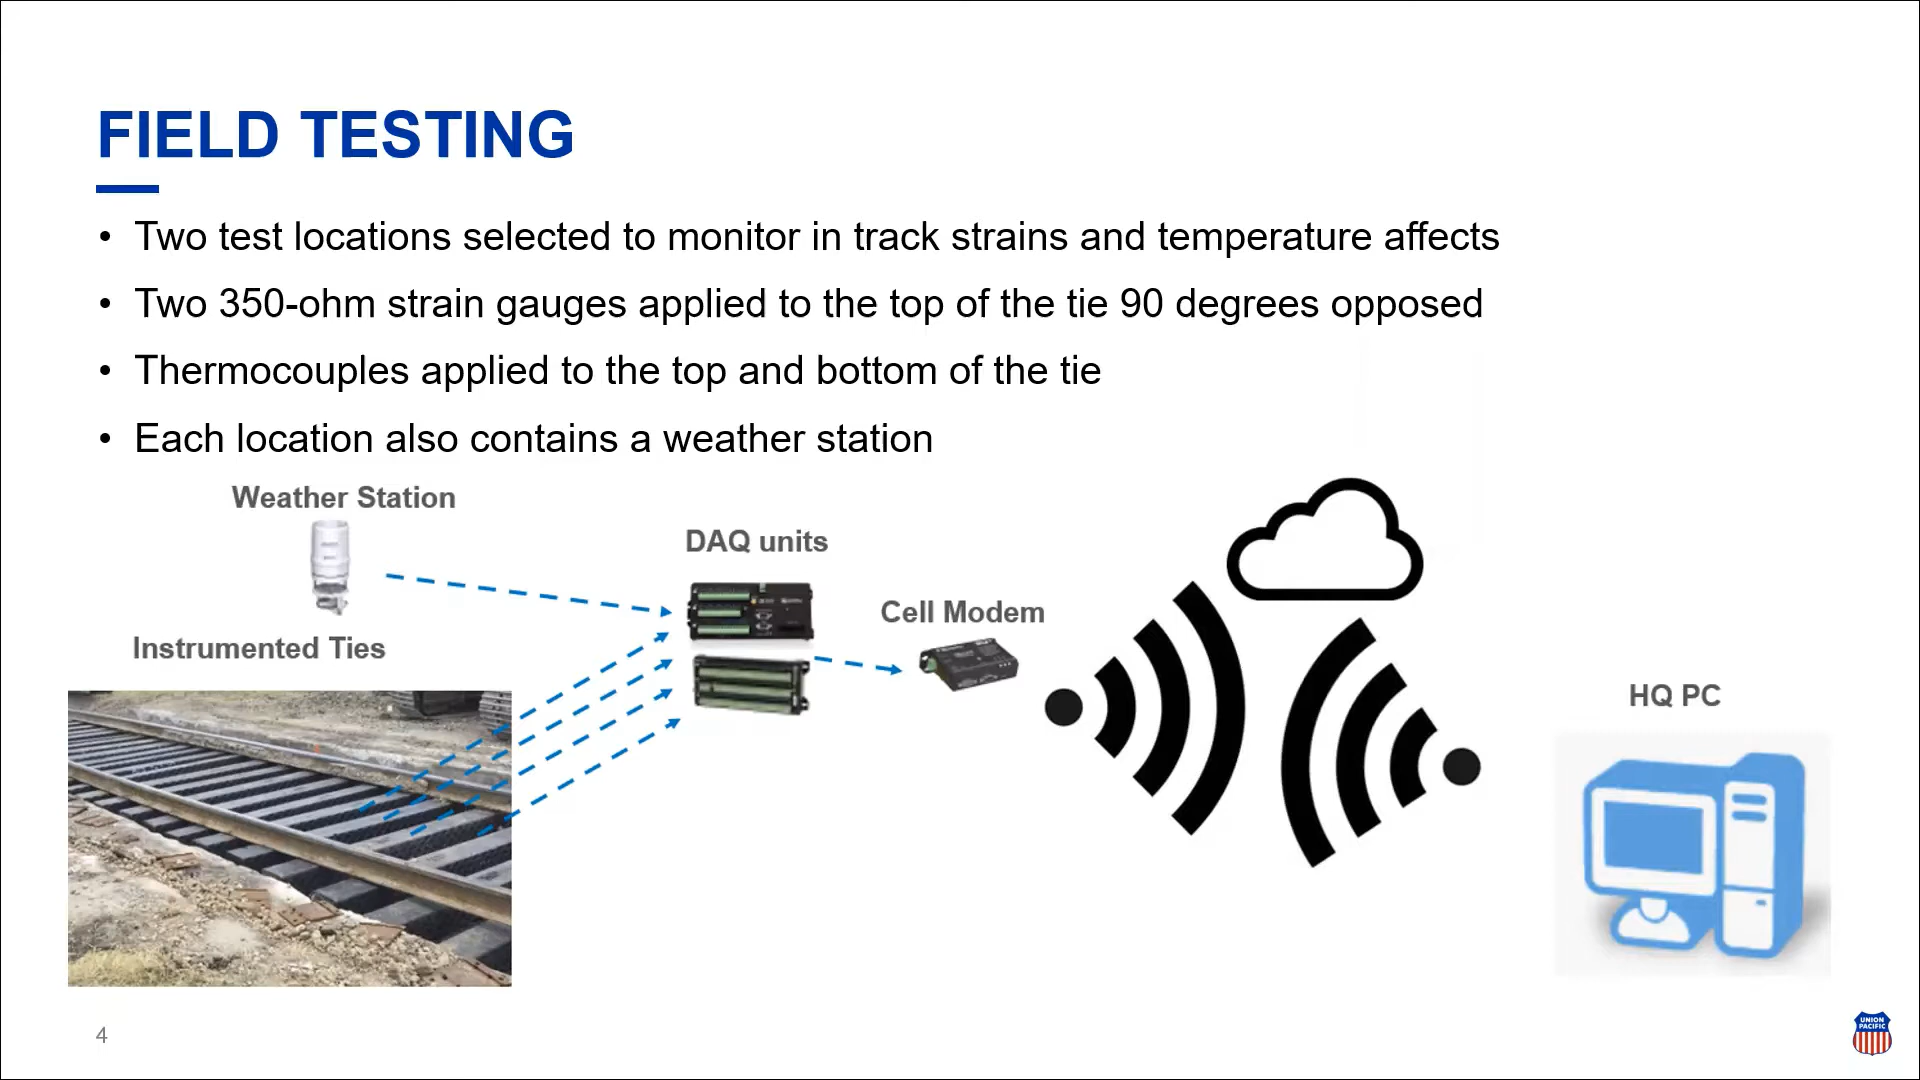 FIELD TESTING
• Two test locations selected to monitor in track strains and temperature affects
• Two 350-ohm strain gauges applied to the top of the tie 90 degrees opposed
• Thermocouples applied to the top and bottom of the tie
• Each location also contains a weather station
Weather Station
DAQ units
Cell Modem
Instrumented Ties
HQ PC
4
UNION
PACIFIC